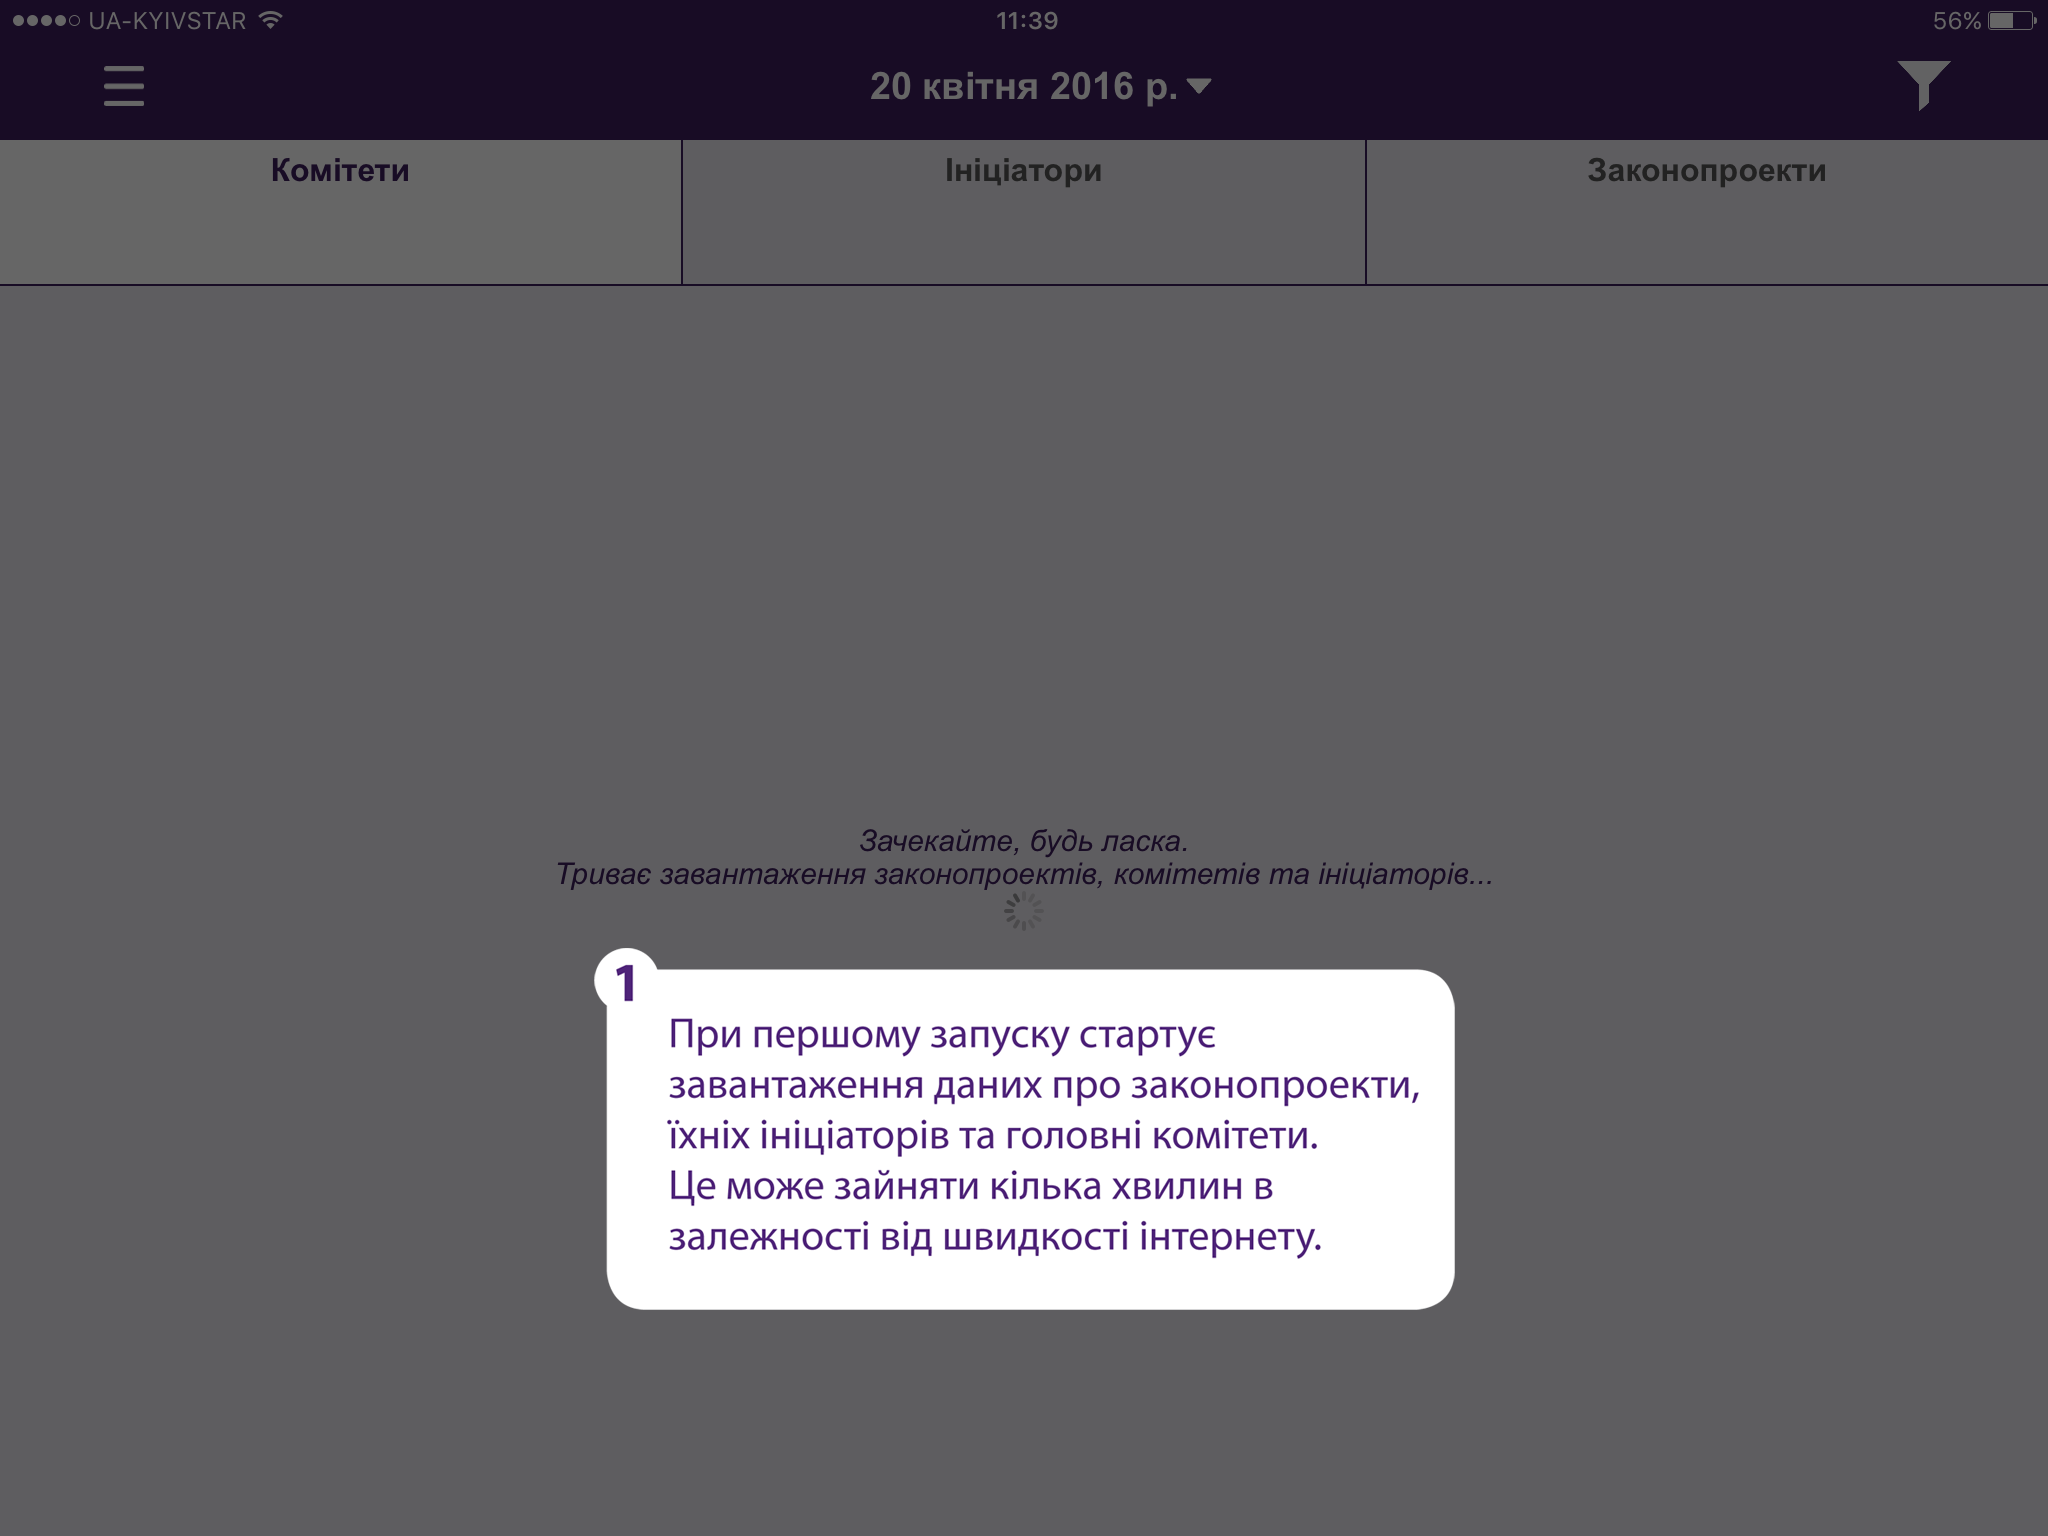 UA-KYIVSTAR 11:39 56%
20 квітня 2016 р.
Комітети Ініціатори Законопроекти
Зачекайте, будь ласка.
Триває завантаження законопроектів, комітетів та ініціаторів...
1
При першому запуску стартує
завантаження даних про законопроекти,
їхніх ініціаторів та головні комітети.
Це може зайняти кілька хвилин в
залежності від швидкості інтернету.